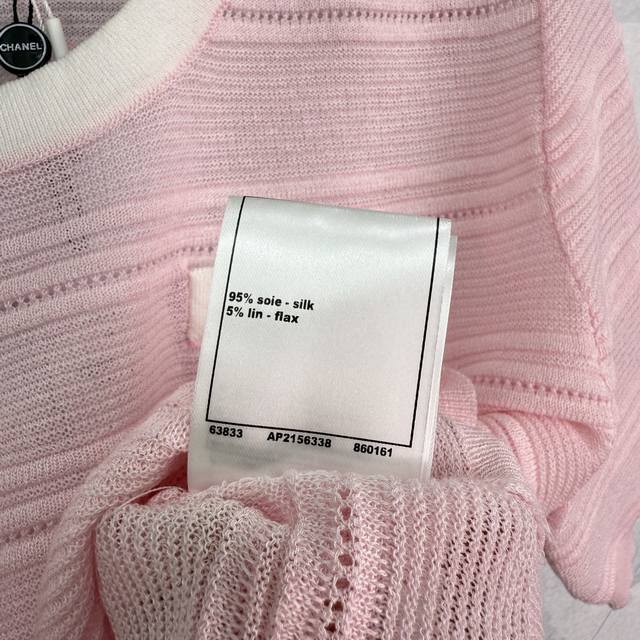 CHANEL
95% soie - silk
5% lin - flax
63833 AP2156338 860161